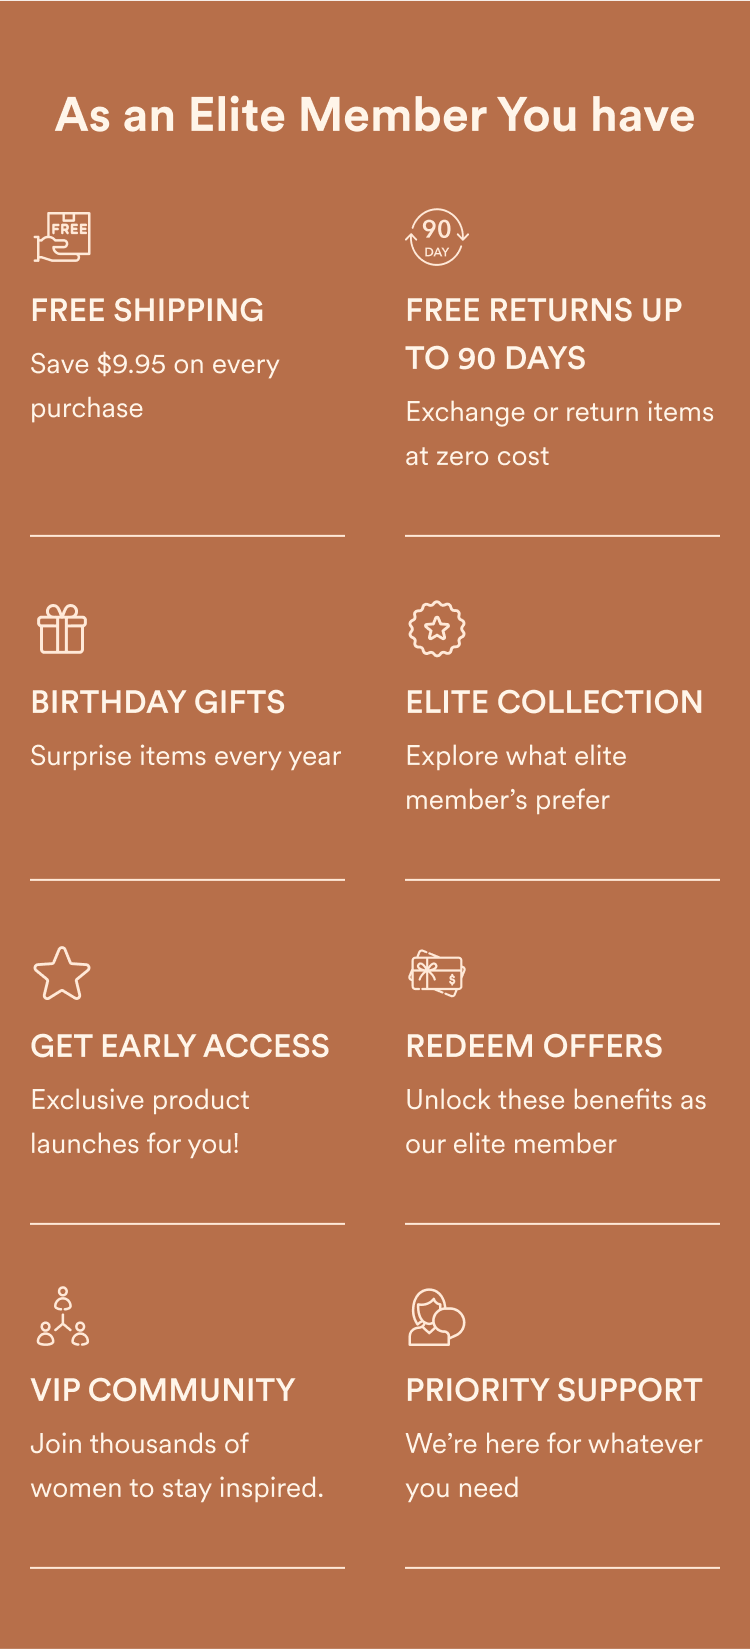 As an Elite Member You have
FREE
FREE SHIPPING
Save $9.95 on every
purchase
90
DAY
FREE RETURNS UP
TO 90 DAYS
Exchange or return items
at zero cost
BIRTHDAY GIFTS
Surprise items every year
ELITE COLLECTION
Explore what elite
member’s prefer
GET EARLY ACCESS
Exclusive product
launches for you!
$
REDEEM OFFERS
Unlock these benefits as
our elite member
VIP COMMUNITY
Join thousands of
women to stay inspired.
PRIORITY SUPPORT
We’re here for whatever
you need